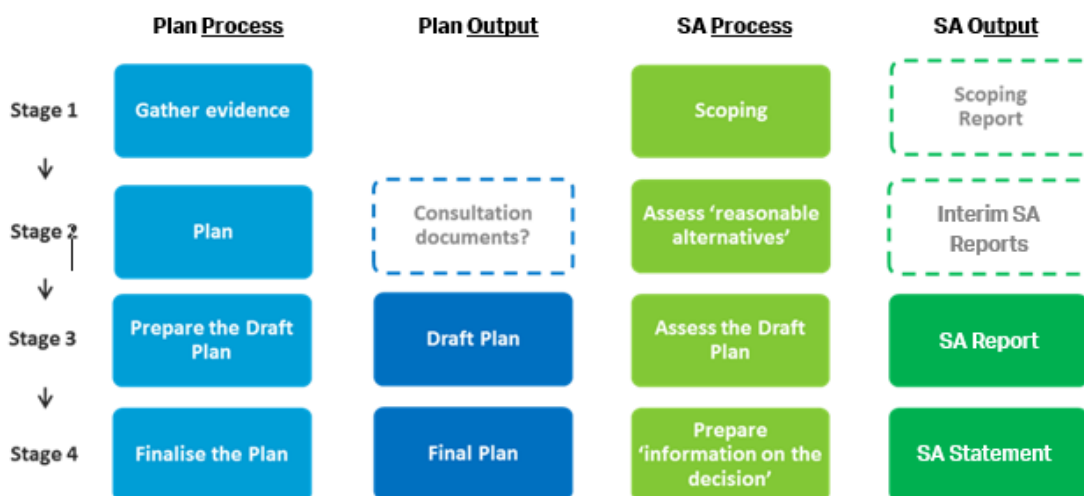 Plan Process
Plan Output
SA Process
SA Output
Stage 1
Gather evidence
Scoping
Scoping
Report
Stage 2
Plan
Consultation
documents?
Assess ‘reasonable
alternatives’
Interim SA
Reports
Stage 3
Prepare the Draft
Plan
Draft Plan
Assess the Draft
Plan
SA Report
Stage 4
Finalise the Plan
Final Plan
Prepare
‘information on the
decision’
SA Statement